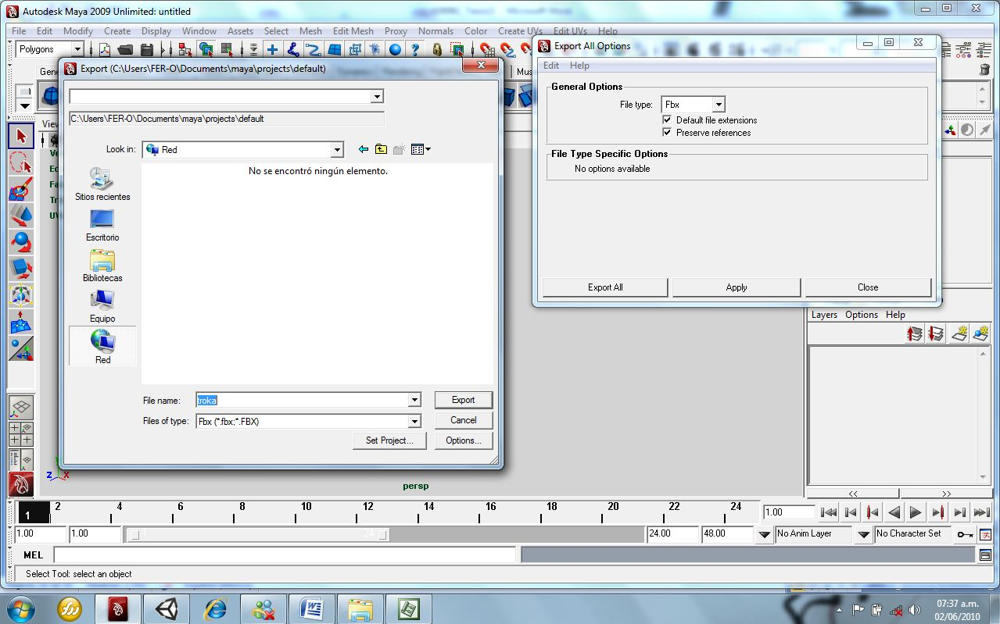 Autodesk Maya 2009 Unlimited: untitled
File Edit Modify Create Display Window Assets Select Mesh Edit Mesh Proxy Normals Color Create UVs Edit UVs Help
Polygons
Export (C:\Users\FER-O\Documents\maya\projects\default)
C:\Users\FER-O\Documents\maya\projects\default
Look in: Red
No se encontró ningún elemento.
Sitios recientes
Escritorio
Bibliotecas
Equipo
Red
File name: troka
Export
Files of type: Fbx (*.fbx;*.FBX)
Cancel
Set Project...
Options...
Export All Options
Edit Help
General Options
File type: Fbx
Default file extensions
Preserve references
File Type Specific Options
No options available
Export All Apply Close
Layers Options Help
<< >>
z x
persp
1 2 4 6 8 10 12 14 16 18 20 22 24
1.00
1.00 1.00 1 24 24.00 48.00 No Anim Layer No Character Set
MEL
Select Tool: select an object
07:37 a.m.
02/06/2010